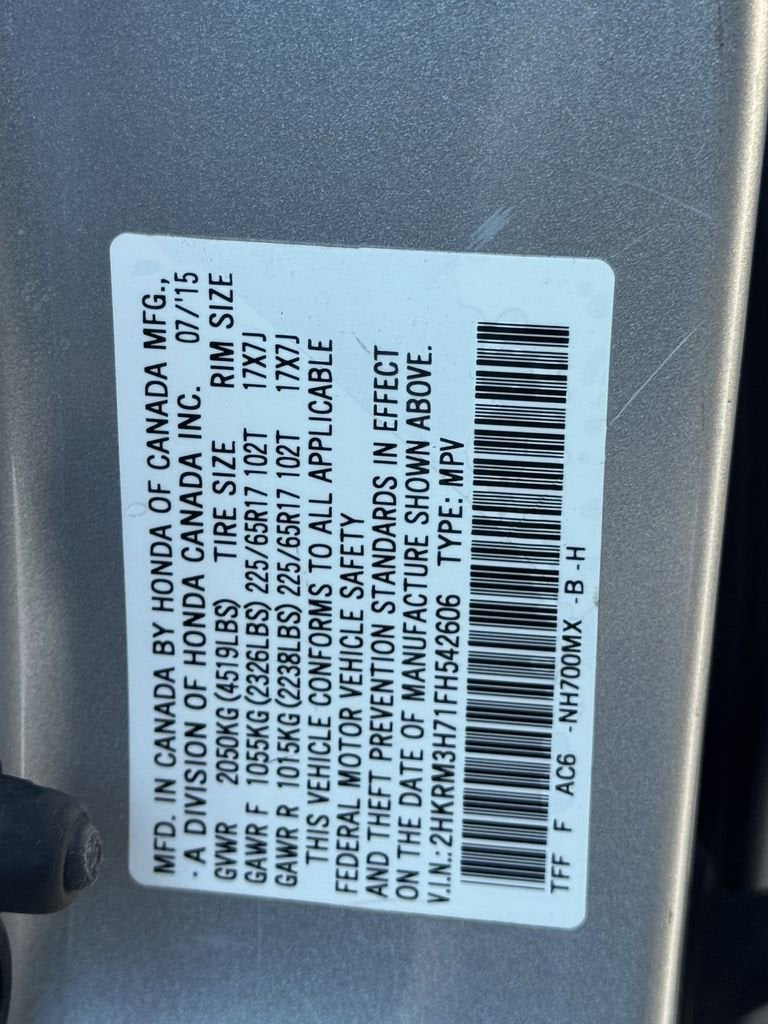 MFD. IN CANADA BY HONDA OF CANADA MFG.,
- A DIVISION OF HONDA CANADA INC. 07/'15
GVWR 2050KG (4519LBS) TIRE SIZE RIM SIZE
GAWR F 1055KG (2326LBS) 225/65R17 102T 17X7J
GAWR R 1015KG (2238LBS) 225/65R17 102T 17X7J
THIS VEHICLE CONFORMS TO ALL APPLICABLE
FEDERAL MOTOR VEHICLE SAFETY
AND THEFT PREVENTION STANDARDS IN EFFECT
ON THE DATE OF MANUFACTURE SHOWN ABOVE.
V.I.N.: 2HKRM3H71FH542606 TYPE: MPV
TFF F AC6 -NH700MX -B -H